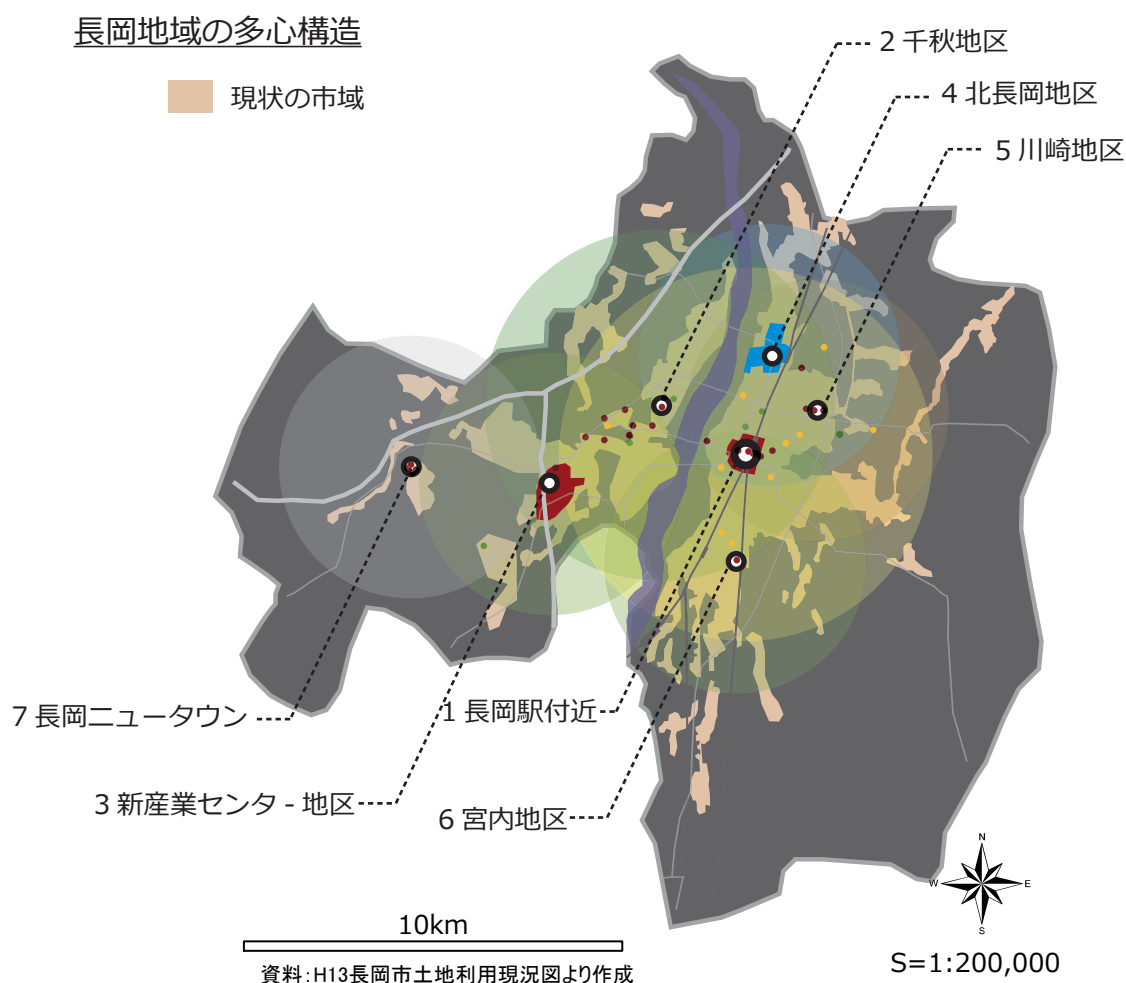 長岡地域の多心構造
現状の市域
2 千秋地区
4 北長岡地区
5 川崎地区
7 長岡ニュータウン
1 長岡駅付近
3 新産業センタ - 地区
6 宮内地区
N
W
E
S
10km
資料:H13長岡市土地利用現況図より作成
S=1:200,000